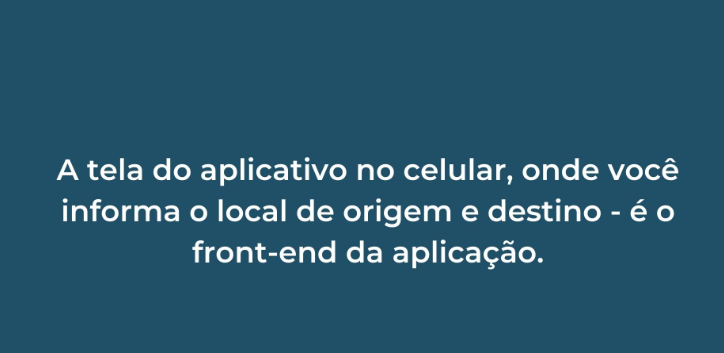 A tela do aplicativo no celular, onde você
informa o local de origem e destino - é o
front-end da aplicação.